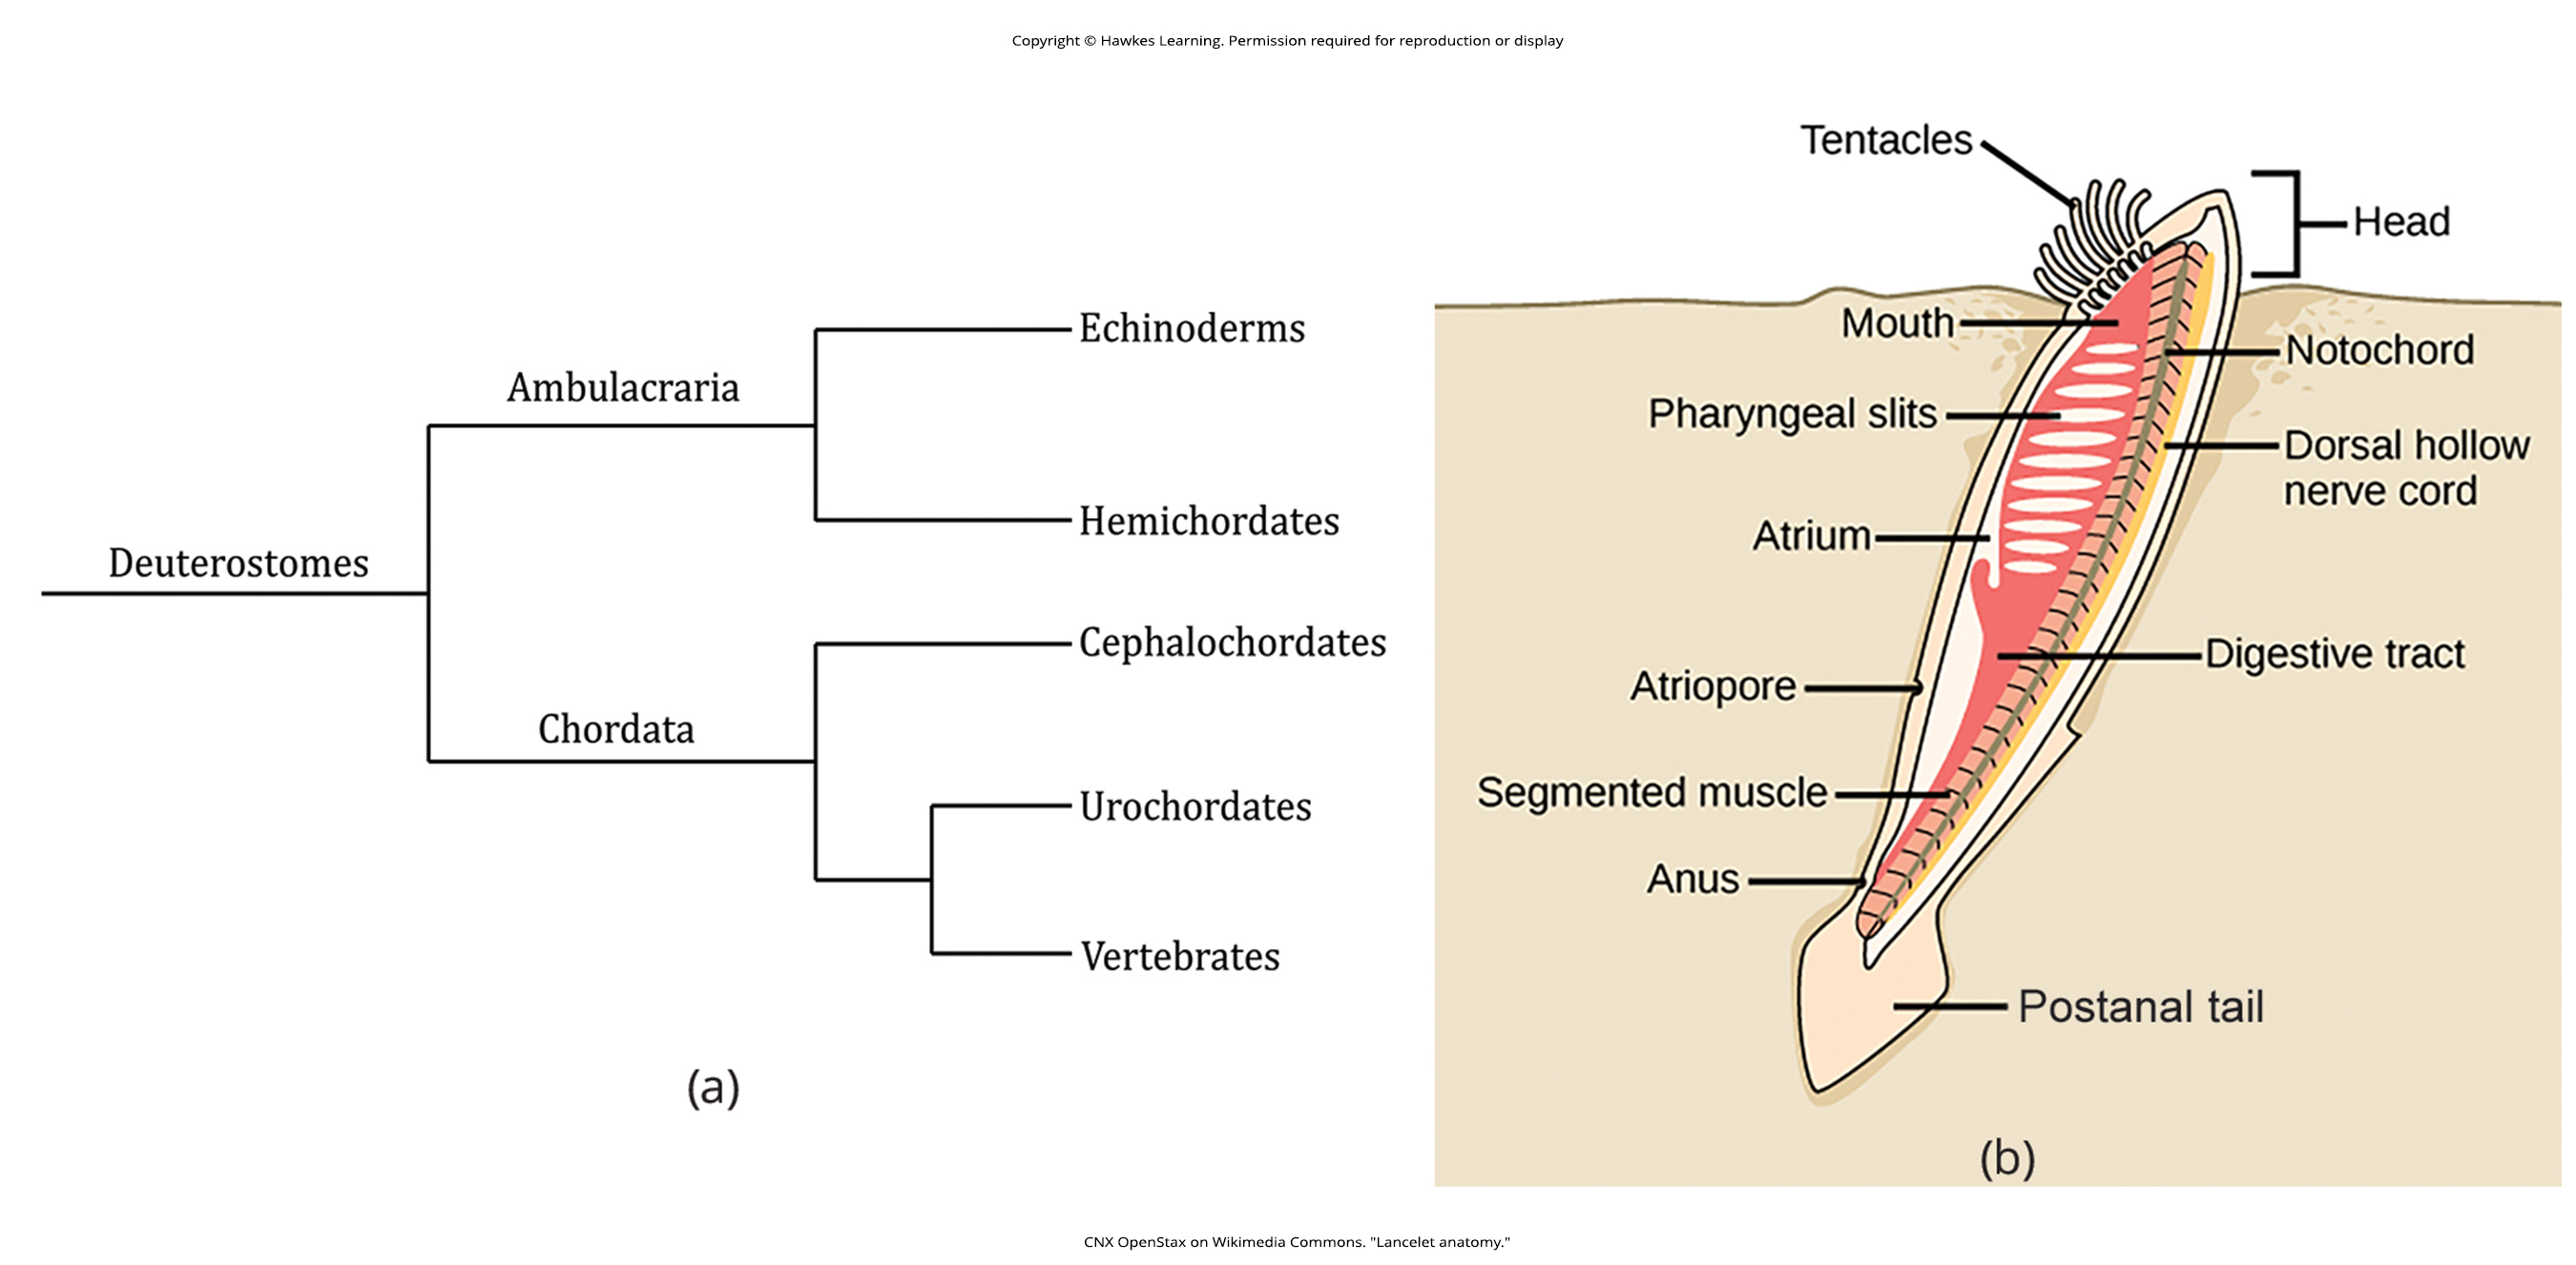 Copyright © Hawkes Learning. Permission required for reproduction or display
Echinoderms
Ambulacraria
Hemichordates
Deuterostomes
Cephalochordates
Chordata
Urochordates
Vertebrates
(a)
Tentacles
Head
Mouth
Notochord
Pharyngeal slits
Dorsal hollow
nerve cord
Atrium
Digestive tract
Atriopore
Segmented muscle
Anus
Postanal tail
(b)
CNX OpenStax on Wikimedia Commons. "Lancelet anatomy."